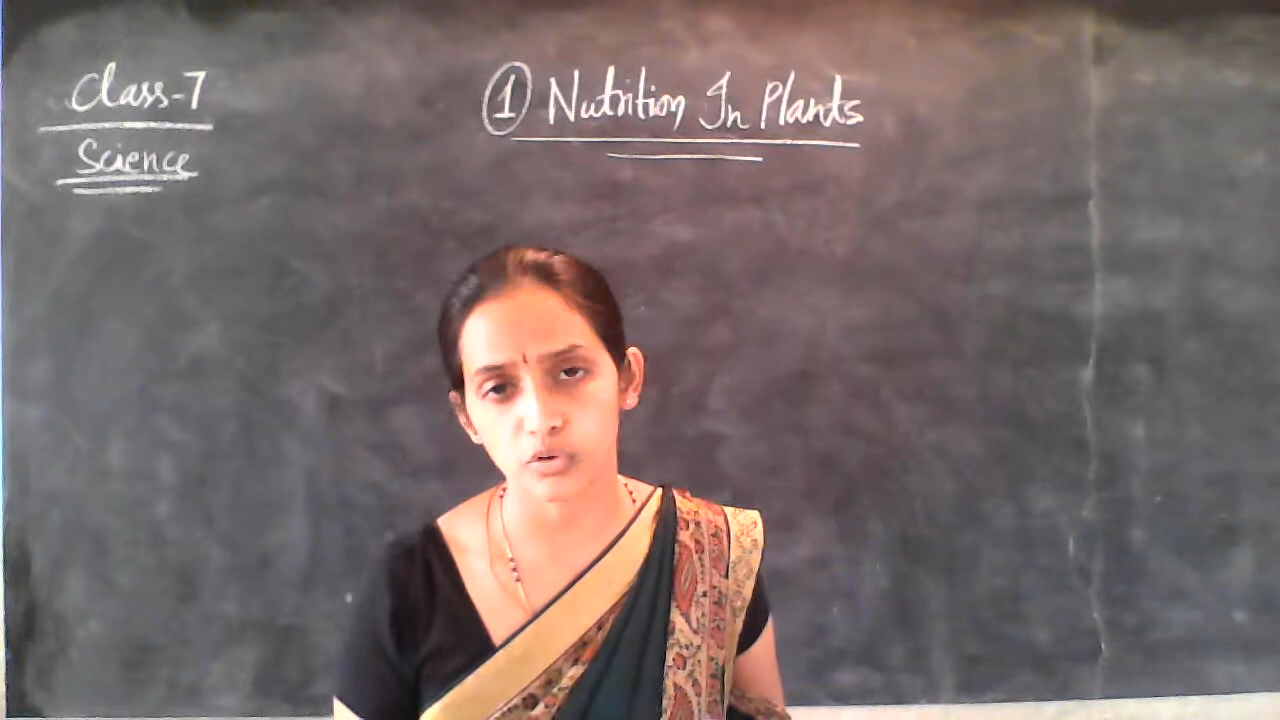 Class-7
Science
① Nutrition In Plants